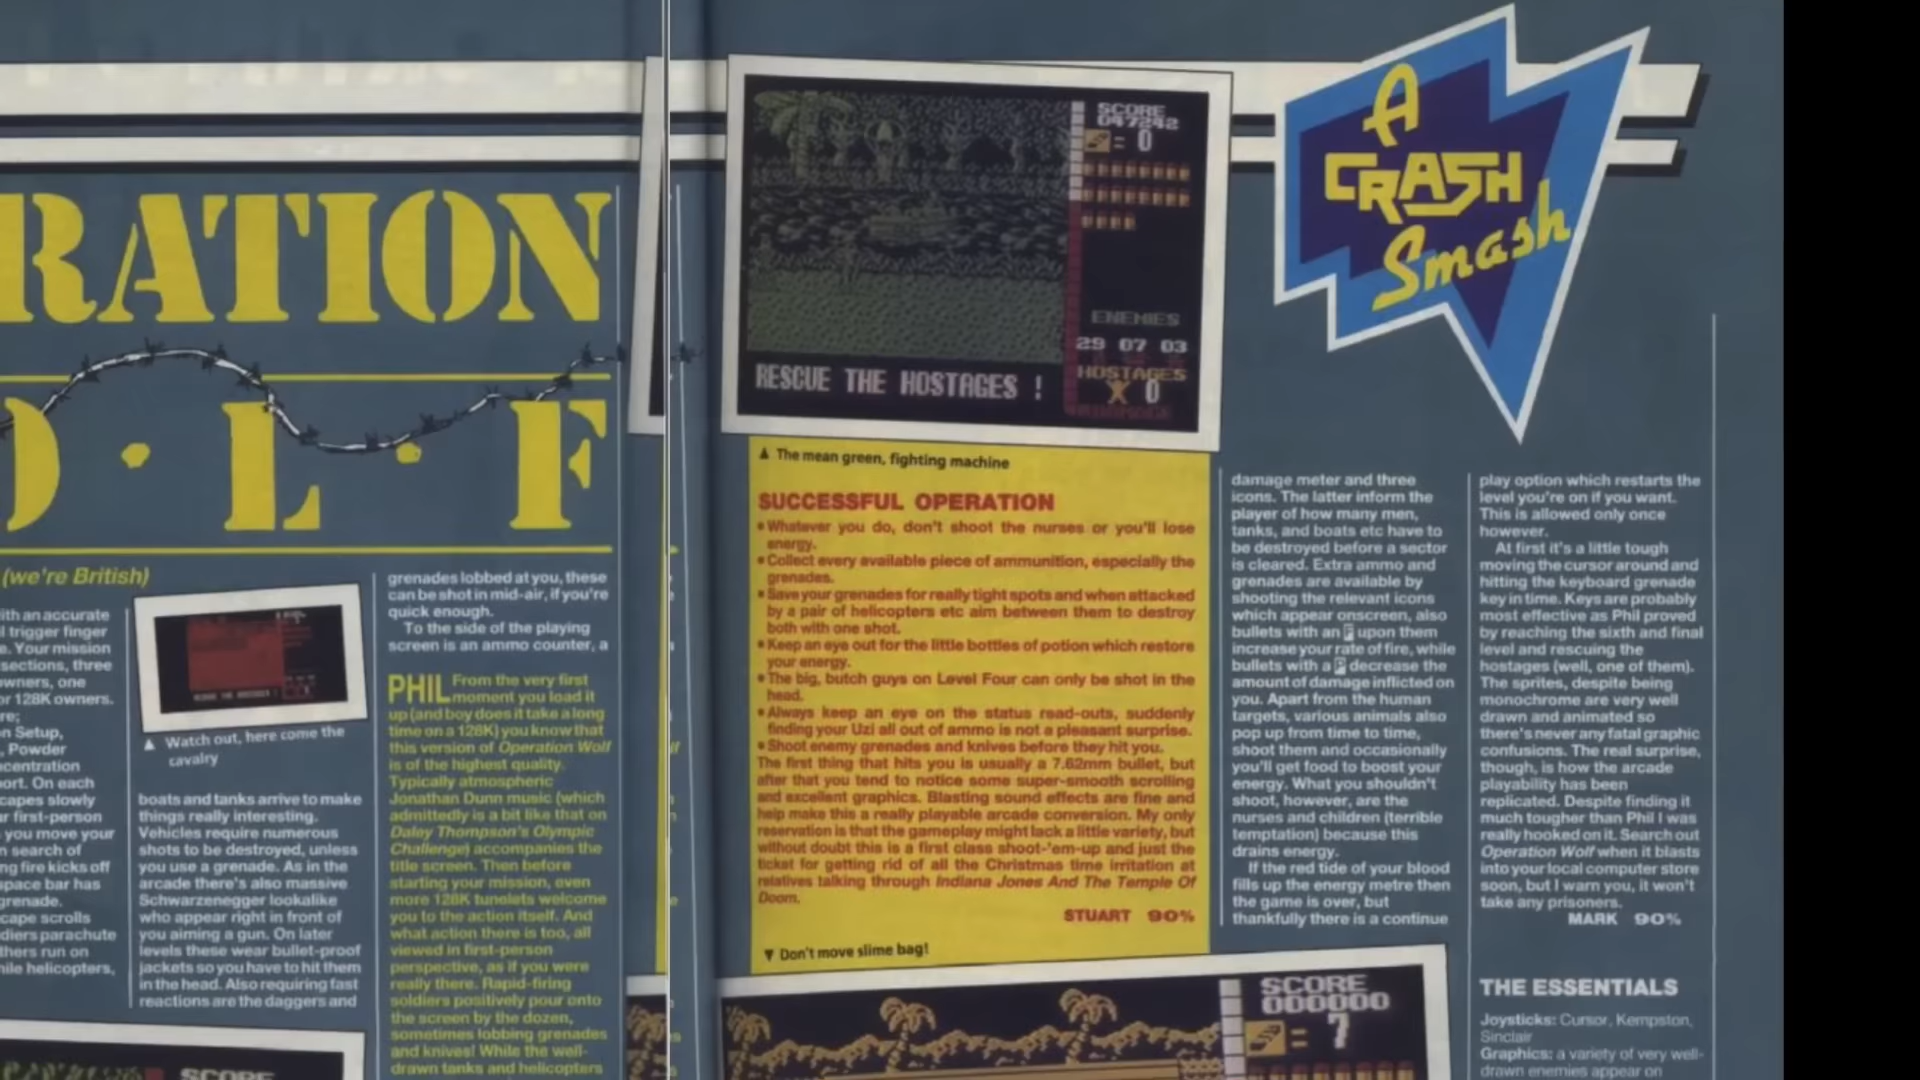 RATION
L · F
(we're British)
ith an accurate
l trigger finger
e. Your mission
sections, three
owners, one
or 128K owners.
re;
n Setup,
, Powder
ncentration
port. On each
capes slowly
ur first-person
you move your
n search of
ng fire kicks off
space bar has
grenade.
cape scrolls
diers parachute
thers run on
hile helicopters,
▲ Watch out, here come the
cavalry
boats and tanks arrive to make
things really interesting.
Vehicles require numerous
shots to be destroyed, unless
you use a grenade. As in the
arcade there's also massive
Schwarzenegger lookalike
who appear right in front of
you aiming a gun. On later
levels these wear bullet-proof
jackets so you have to hit them
in the head. Also requiring fast
reactions are the daggers and
SCORE
grenades lobbed at you, these
can be shot in mid-air, if you're
quick enough.
To the side of the playing
screen is an ammo counter, a
PHIL From the very first
moment you load it
up (and boy does it take a long
time on a 128K) you know that
this version of Operation Wolf
is of the highest quality.
Typically atmospheric
Jonathan Dunn music (which
admittedly is a bit like that on
Daley Thompson's Olympic
Challenge) accompanies the
title screen. Then before
starting your mission, even
more 128K tunelets welcome
you to the action itself. And
what action there is too, all
viewed in first-person
perspective, as if you were
really there. Rapid-firing
soldiers positively pour onto
the screen by the dozen,
sometimes lobbing grenades
and knives! While the well-
drawn tanks and helicopters
SCORE
047242
= 0
ENEMIES
29 07 03
HOSTAGES
0
RESCUE THE HOSTAGES !
▲ The mean green, fighting machine
SUCCESSFUL OPERATION
• Whatever you do, don't shoot the nurses or you'll lose
energy.
• Collect every available piece of ammunition, especially the
grenades.
• Save your grenades for really tight spots and when attacked
by a pair of helicopters etc aim between them to destroy
both with one shot.
• Keep an eye out for the little bottles of potion which restore
your energy.
• The big, butch guys on Level Four can only be shot in the
head.
• Always keep an eye on the status read-outs, suddenly
finding your Uzi all out of ammo is not a pleasant surprise.
• Shoot enemy grenades and knives before they hit you.
The first thing that hits you is usually a 7.62mm bullet, but
after that you tend to notice some super-smooth scrolling
and excellent graphics. Blasting sound effects are fine and
help make this a really playable arcade conversion. My only
reservation is that the gameplay might lack a little variety, but
without doubt this is a first class shoot-'em-up and just the
ticket for getting rid of all the Christmas time irritation at
relatives talking through Indiana Jones And The Temple Of
Doom.
STUART 90%
▼ Don't move slime bag!
SCORE
000000
= 7
A
CRASH
Smash
damage meter and three
icons. The latter inform the
player of how many men,
tanks, and boats etc have to
be destroyed before a sector
is cleared. Extra ammo and
grenades are available by
shooting the relevant icons
which appear onscreen, also
bullets with an F upon them
increase your rate of fire, while
bullets with a P decrease the
amount of damage inflicted on
you. Apart from the human
targets, various animals also
pop up from time to time,
shoot them and occasionally
you'll get food to boost your
energy. What you shouldn't
shoot, however, are the
nurses and children (terrible
temptation) because this
drains energy.
If the red tide of your blood
fills up the energy metre then
the game is over, but
thankfully there is a continue
play option which restarts the
level you're on if you want.
This is allowed only once
however.
At first it's a little tough
moving the cursor around and
hitting the keyboard grenade
key in time. Keys are probably
most effective as Phil proved
by reaching the sixth and final
level and rescuing the
hostages (well, one of them).
The sprites, despite being
monochrome are very well
drawn and animated so
there's never any fatal graphic
confusions. The real surprise,
though, is how the arcade
playability has been
replicated. Despite finding it
much tougher than Phil I was
really hooked on it. Search out
Operation Wolf when it blasts
into your local computer store
soon, but I warn you, it won't
take any prisoners.
MARK 90%
THE ESSENTIALS
Joysticks: Cursor, Kempston,
Sinclair
Graphics: a variety of very well-
drawn enemies appear on